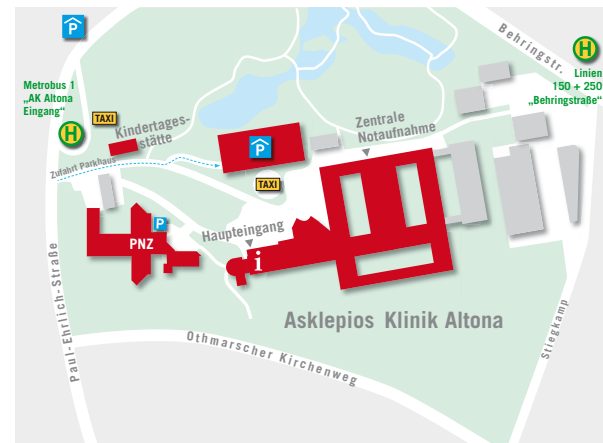 P
Behringstr.
H
Linien
150 + 250
„Behringstraße“
Metrobus 1
„AK Altona
Eingang“
H
TAXI
Kindertages-
stätte
Zentrale
Notaufnahme
P
Zufahrt Parkhaus
TAXI
P
PNZ
Haupteingang
i
Paul-Ehrlich-Straße
Asklepios Klinik Altona
Othmarscher Kirchenweg
Stiegkamp